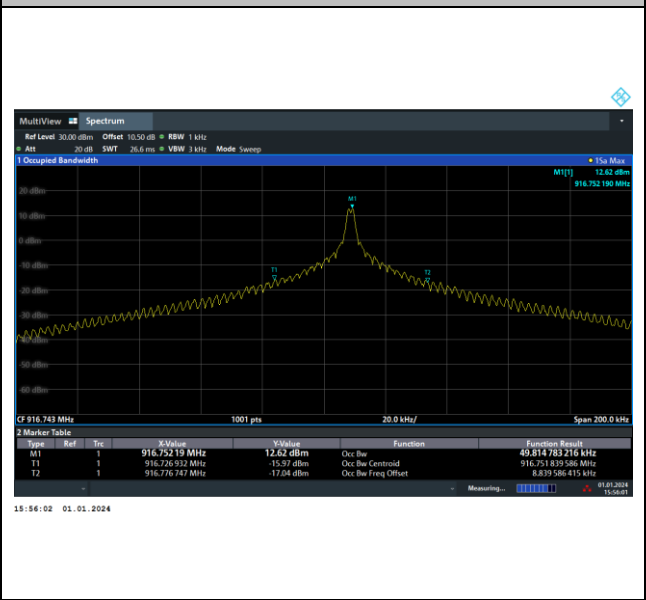 MultiView Spectrum
Ref Level 30.00 dBm Offset 10.50 dB RBW 1 kHz
Att 20 dB SWT 26.6 ms VBW 3 kHz Mode Sweep
1 Occupied Bandwidth 1Sa Max
M1[1] 12.62 dBm
916.752 190 MHz
20 dBm
M1
10 dBm
0 dBm
-10 dBm
T1
T2
-20 dBm
-30 dBm
-40 dBm
-50 dBm
-60 dBm
CF 916.743 MHz 1001 pts 20.0 kHz/ Span 200.0 kHz
2 Marker Table
Type Ref Trc X-Value Y-Value Function Function Result
M1 1 916.752 19 MHz 12.62 dBm Occ Bw 49.814 783 216 kHz
T1 1 916.726 932 MHz -15.97 dBm Occ Bw Centroid 916.751 839 586 MHz
T2 1 916.776 747 MHz -17.04 dBm Occ Bw Freq Offset 8.839 586 415 kHz
Measuring... 01.01.2024
15:56:01
15:56:02 01.01.2024